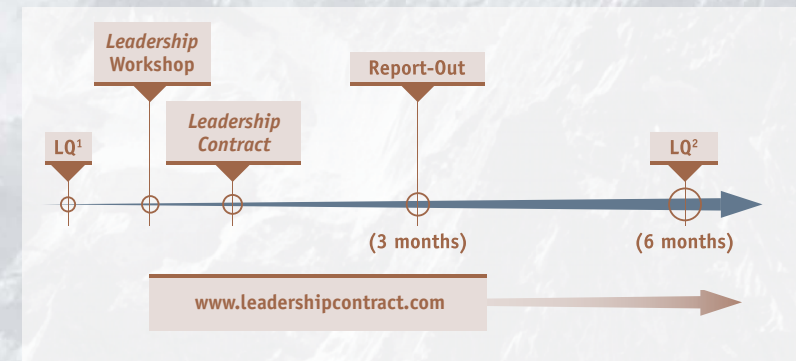 Leadership
Workshop
Report-Out
Leadership
Contract
LQ¹
LQ²
(3 months)
(6 months)
www.leadershipcontract.com